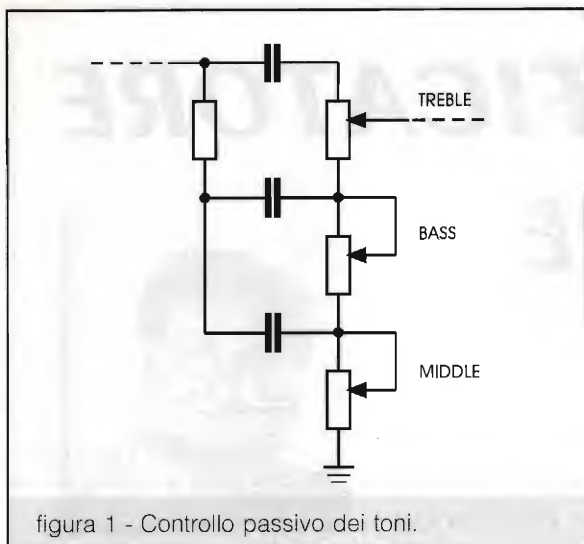 TREBLE
BASS
MIDDLE
figura 1 - Controllo passivo dei toni.